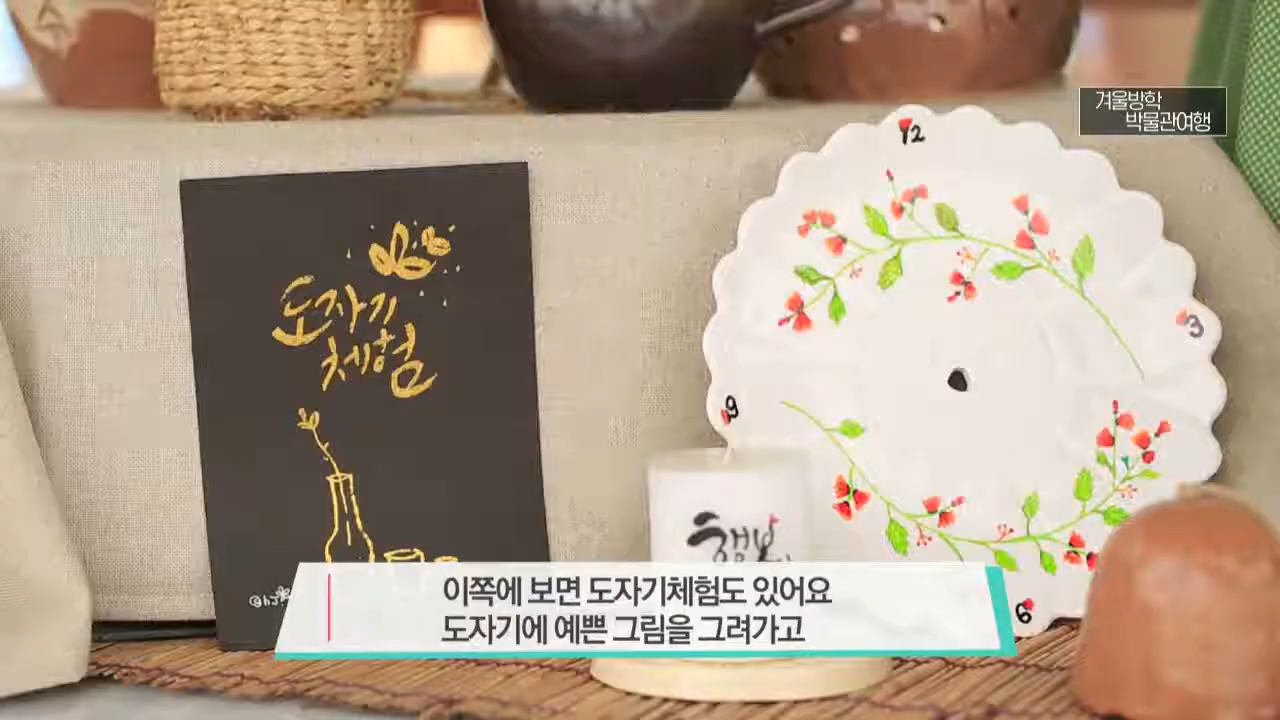 겨울방학
박물관여행
도자기
체험
12
3
9
6
행복
이쪽에 보면 도자기체험도 있어요
도자기에 예쁜 그림을 그려가고